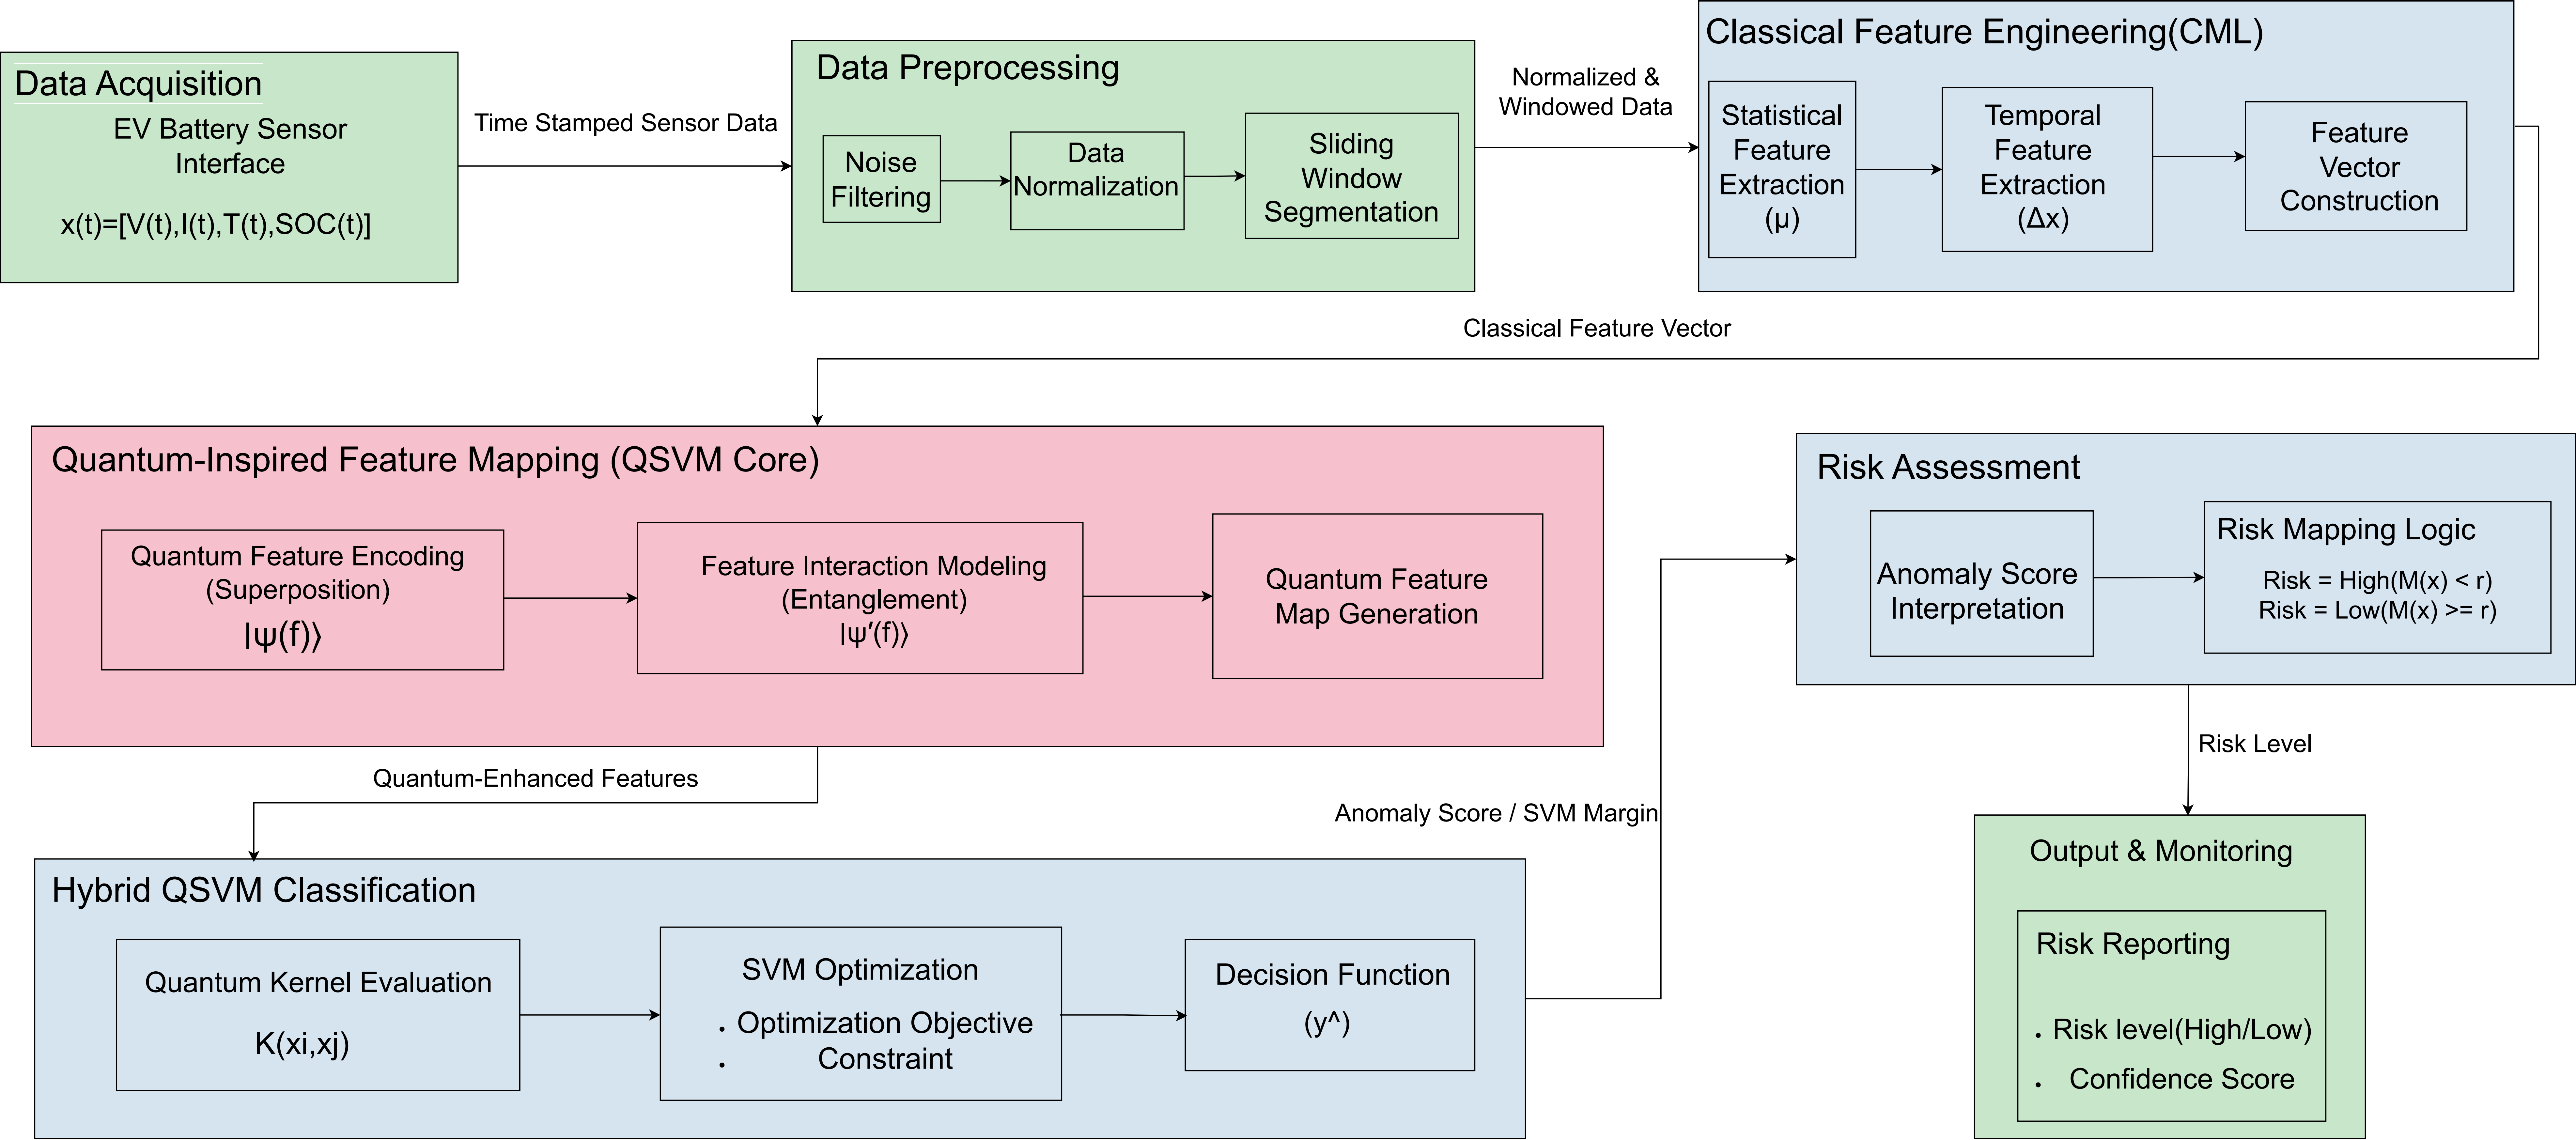 Data Acquisition
EV Battery Sensor
Interface
x(t)=[V(t),I(t),T(t),SOC(t)]
Time Stamped Sensor Data
Data Preprocessing
Noise
Filtering
Data
Normalization
Sliding
Window
Segmentation
Normalized &
Windowed Data
Classical Feature Engineering(CML)
Statistical
Feature
Extraction
(μ)
Temporal
Feature
Extraction
(Δx)
Feature
Vector
Construction
Classical Feature Vector
Quantum-Inspired Feature Mapping (QSVM Core)
Quantum Feature Encoding
(Superposition)
|ψ(f)⟩
Feature Interaction Modeling
(Entanglement)
|ψ′(f)⟩
Quantum Feature
Map Generation
Quantum-Enhanced Features
Hybrid QSVM Classification
Quantum Kernel Evaluation
K(xi,xj)
SVM Optimization
• Optimization Objective
• Constraint
Decision Function
(y^)
Anomaly Score / SVM Margin
Risk Assessment
Anomaly Score
Interpretation
Risk Mapping Logic
Risk = High(M(x) < r)
Risk = Low(M(x) >= r)
Risk Level
Output & Monitoring
Risk Reporting
• Risk level(High/Low)
• Confidence Score